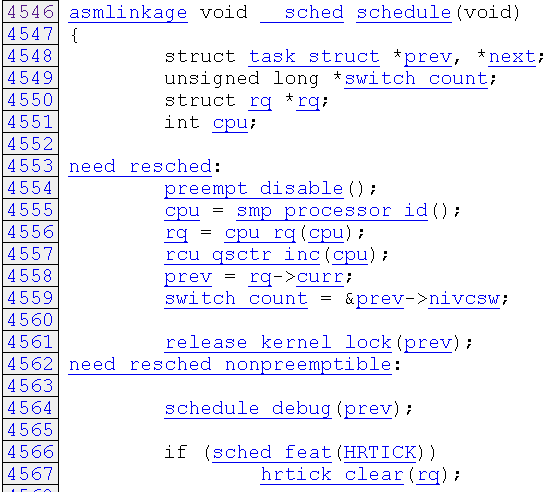 4546 asmlinkage void __sched schedule(void)
4547 {
4548 struct task_struct *prev, *next;
4549 unsigned long *switch_count;
4550 struct rq *rq;
4551 int cpu;
4552
4553 need_resched:
4554 preempt_disable();
4555 cpu = smp_processor_id();
4556 rq = cpu_rq(cpu);
4557 rcu_qsctr_inc(cpu);
4558 prev = rq->curr;
4559 switch_count = &prev->nivcsw;
4560
4561 release_kernel_lock(prev);
4562 need_resched_nonpreemptible:
4563
4564 schedule_debug(prev);
4565
4566 if (sched_feat(HRTICK))
4567 hrtick_clear(rq);